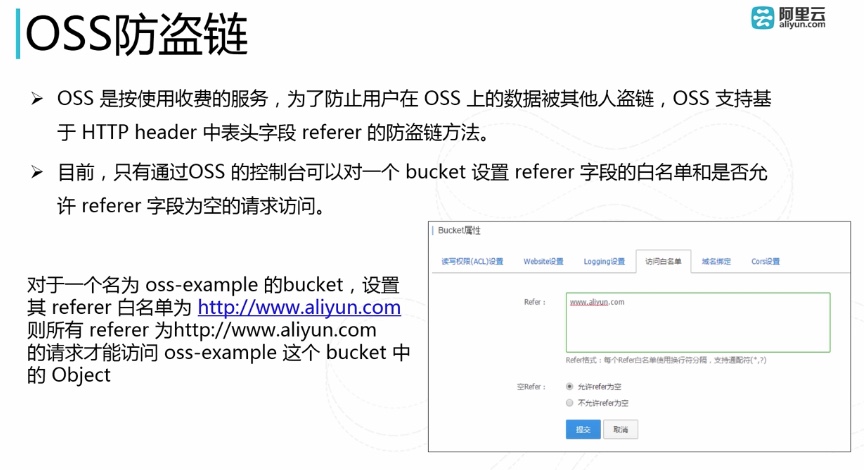 OSS防盗链
阿里云
aliyun.com
➢ OSS 是按使用收费的服务，为了防止用户在 OSS 上的数据被其他人盗链，OSS 支持基
于 HTTP header 中表头字段 referer 的防盗链方法。
➢ 目前，只有通过OSS 的控制台可以对一个 bucket 设置 referer 字段的白名单和是否允
许 referer 字段为空的请求访问。
对于一个名为 oss-example 的bucket，设置
其 referer 白名单为 http://www.aliyun.com
则所有 referer 为http://www.aliyun.com
的请求才能访问 oss-example 这个 bucket 中
的 Object
Bucket属性
读写权限(ACL)设置 Website设置 Logging设置 访问白名单 域名绑定 Cors设置
Refer： www.aliyun.com
Refer格式：每个Refer白名单使用换行符分隔，支持通配符(*,?)
空Refer： 允许refer为空
不允许refer为空
提交 取消